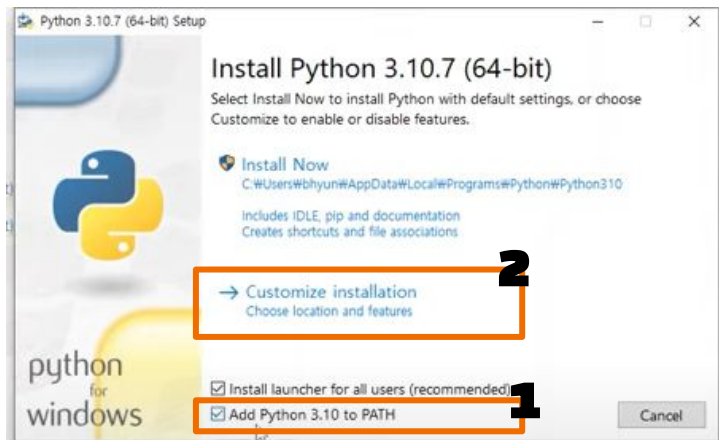 Python 3.10.7 (64-bit) Setup
Install Python 3.10.7 (64-bit)
Select Install Now to install Python with default settings, or choose
Customize to enable or disable features.
Install Now
C:₩Users₩bhyun₩AppData₩Local₩Programs₩Python₩Python310
Includes IDLE, pip and documentation
Creates shortcuts and file associations
2
→ Customize installation
Choose location and features
python
for
windows
Install launcher for all users (recommended)
1
Add Python 3.10 to PATH
Cancel